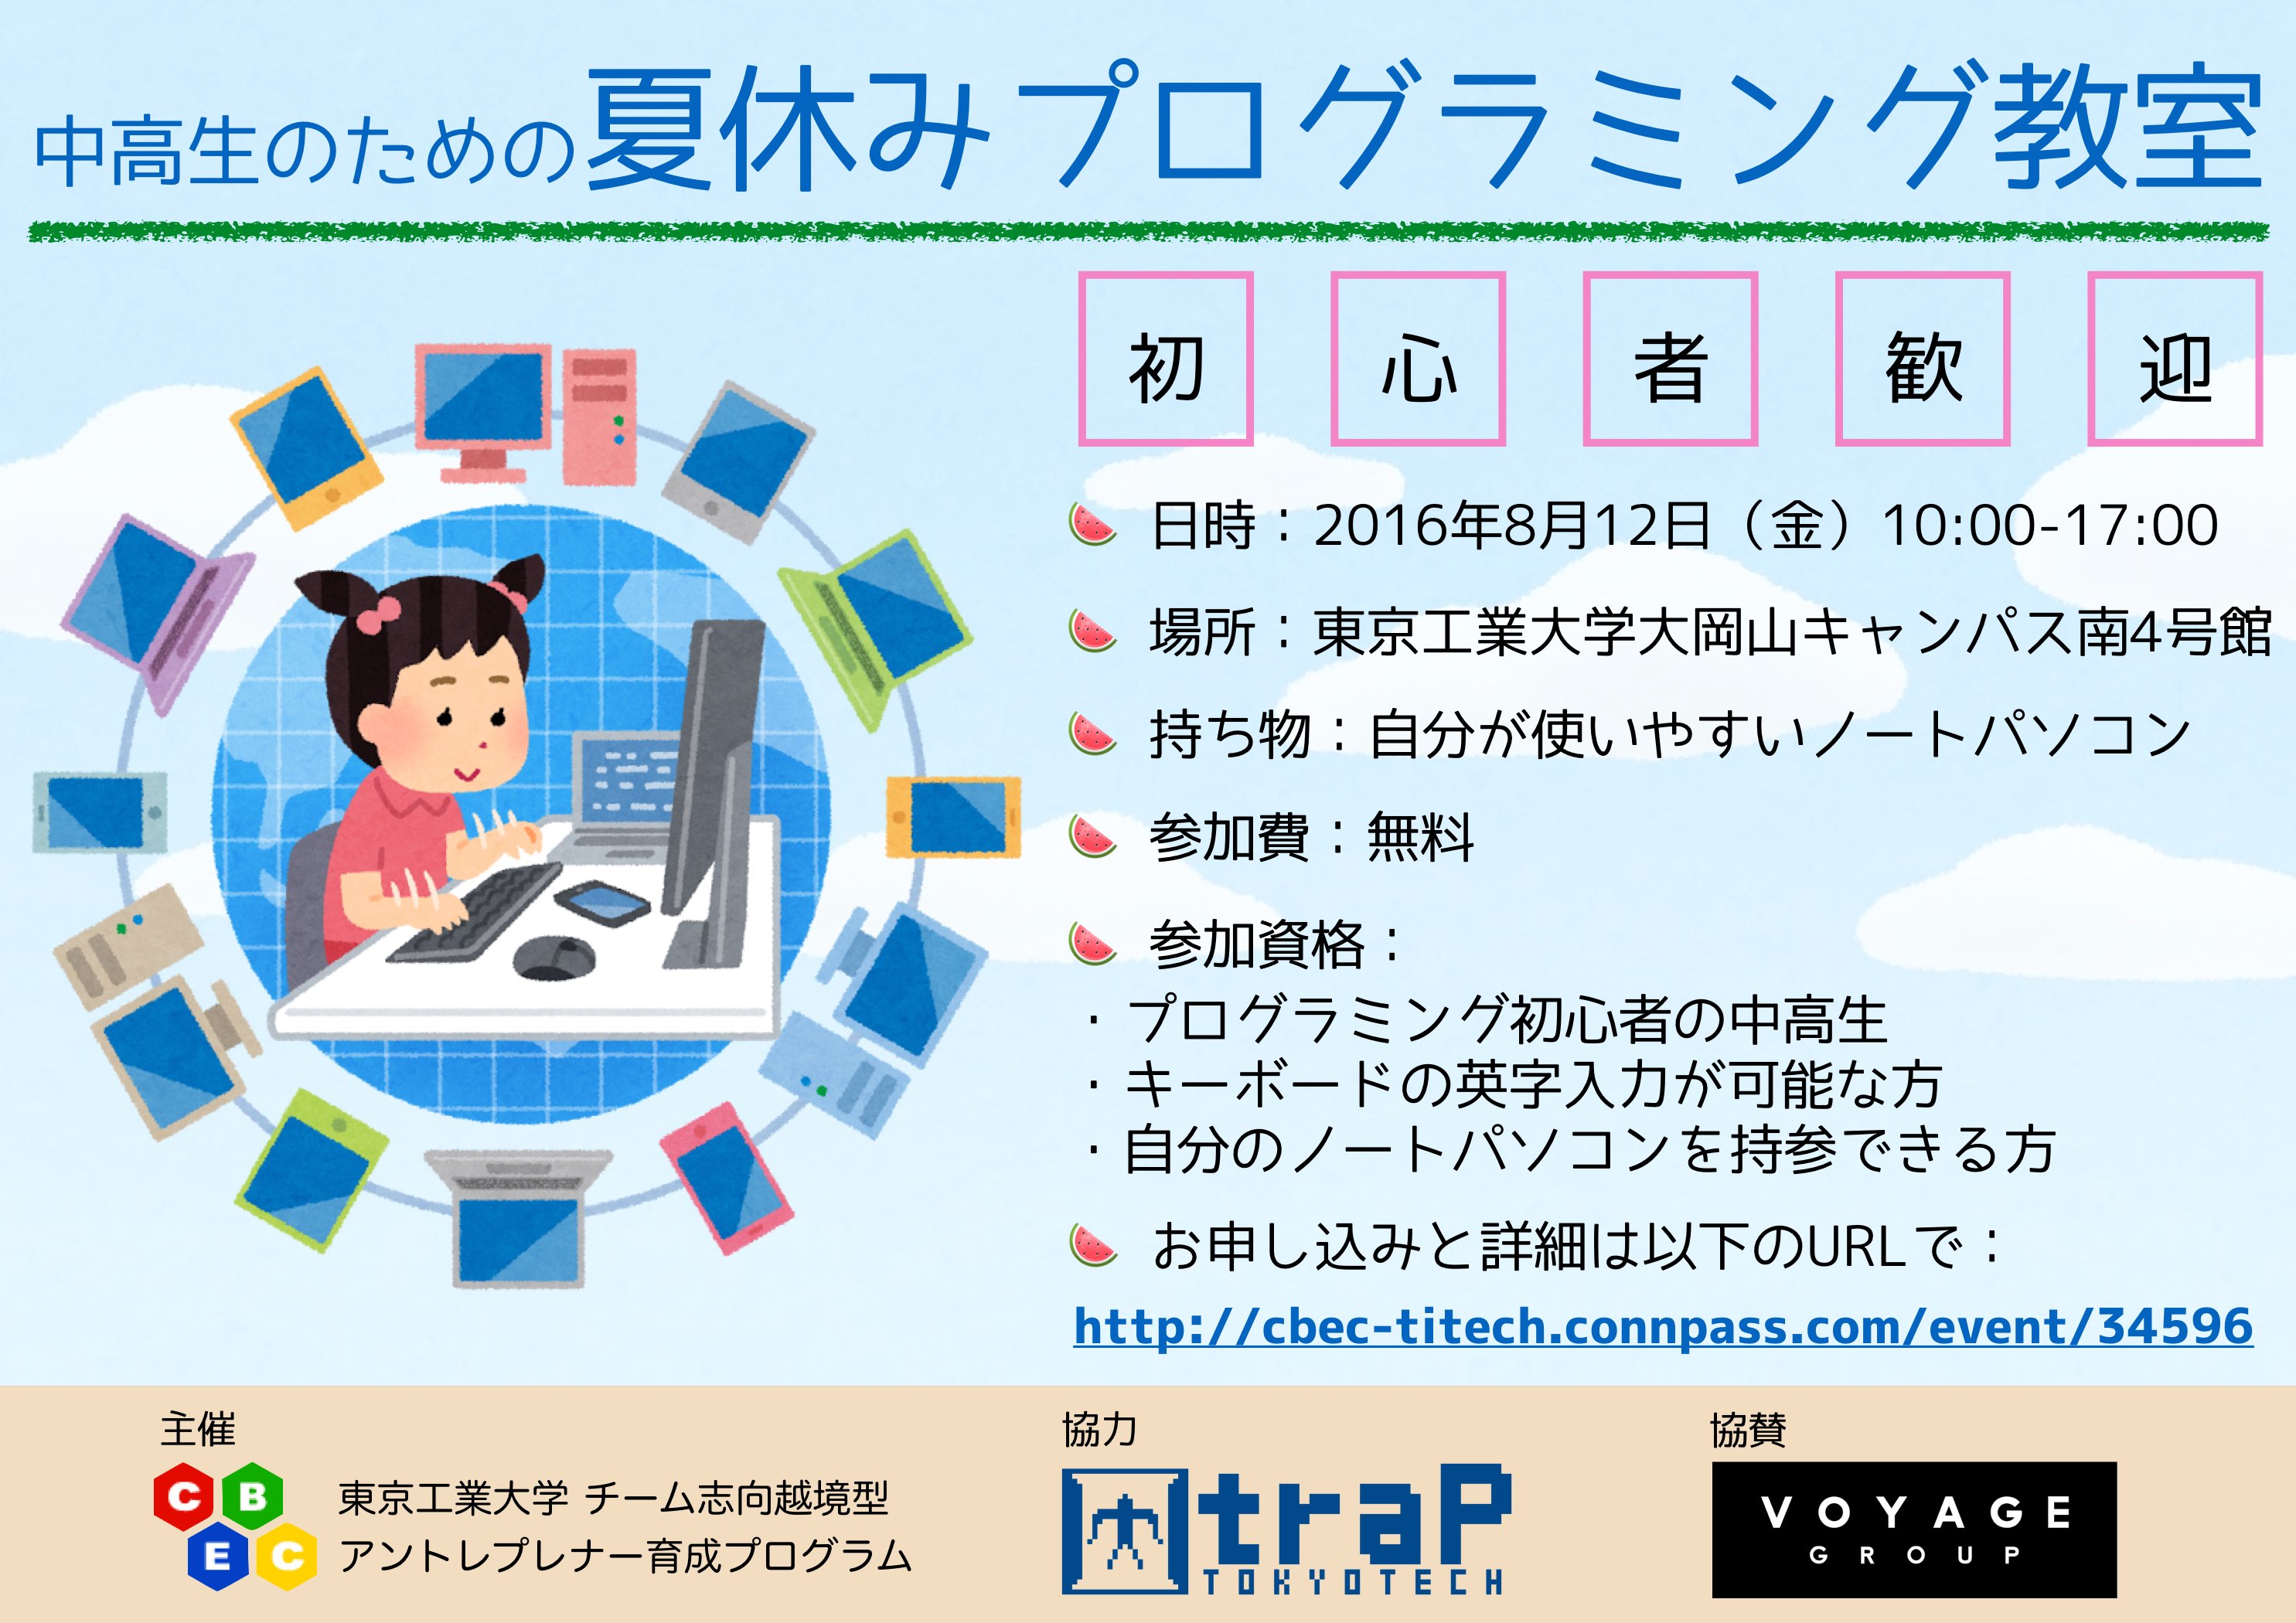 中高生のための夏休みプログラミング教室
初心者歓迎
日時：2016年8月12日（金）10:00-17:00
場所：東京工業大学大岡山キャンパス南4号館
持ち物：自分が使いやすいノートパソコン
参加費：無料
参加資格：
・プログラミング初心者の中高生
・キーボードの英字入力が可能な方
・自分のノートパソコンを持参できる方
お申し込みと詳細は以下のURLで：
http://cbec-titech.connpass.com/event/34596
主催
C B
E C
東京工業大学 チーム志向越境型
アントレプレナー育成プログラム
協力
traP
TOKYOTECH
協賛
VOYAGE
GROUP